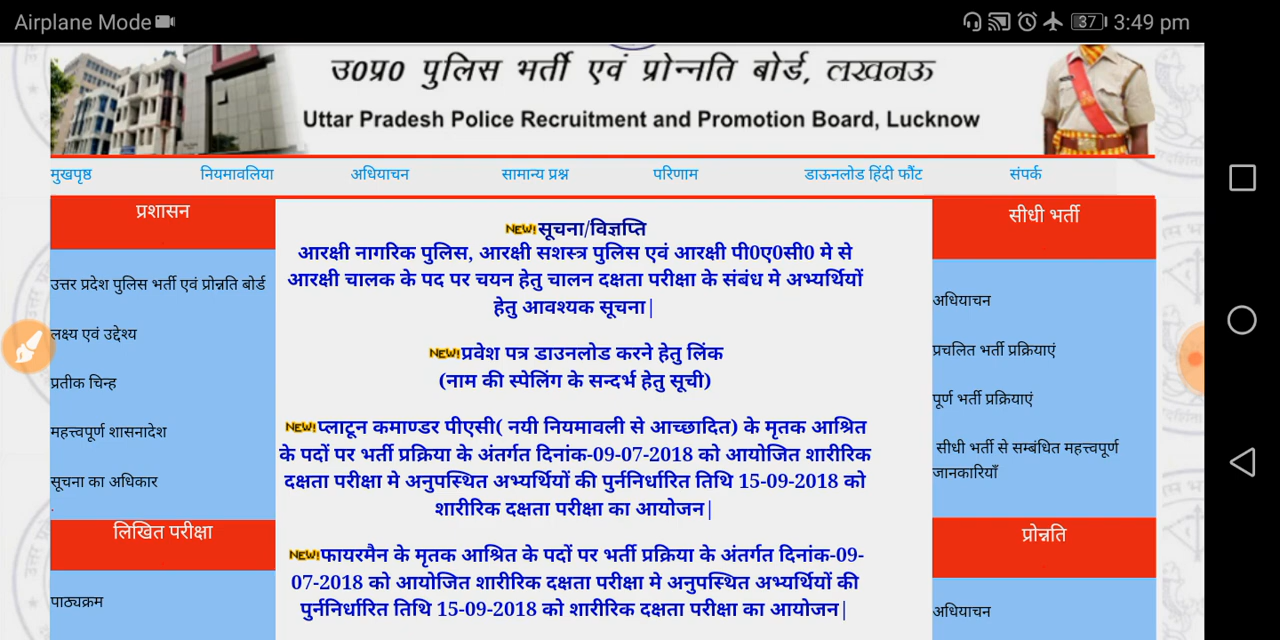 Airplane Mode
37 3:49 pm
उ0प्र0 पुलिस भर्ती एवं प्रोन्नति बोर्ड, लखनऊ
Uttar Pradesh Police Recruitment and Promotion Board, Lucknow
मुखपृष्ठ नियमावलिया अधियाचन सामान्य प्रश्न परिणाम डाऊनलोड हिंदी फौंट संपर्क
प्रशासन
उत्तर प्रदेश पुलिस भर्ती एवं प्रोन्नति बोर्ड
लक्ष्य एवं उद्देश्य
प्रतीक चिन्ह
महत्त्वपूर्ण शासनादेश
सूचना का अधिकार
लिखित परीक्षा
पाठ्यक्रम
NEW! सूचना/विज्ञप्ति
आरक्षी नागरिक पुलिस, आरक्षी सशस्त्र पुलिस एवं आरक्षी पी0ए0सी0 मे से
आरक्षी चालक के पद पर चयन हेतु चालन दक्षता परीक्षा के संबंध मे अभ्यर्थियों
हेतु आवश्यक सूचना|
NEW! प्रवेश पत्र डाउनलोड करने हेतु लिंक
(नाम की स्पेलिंग के सन्दर्भ हेतु सूची)
NEW! प्लाटून कमाण्डर पीएसी( नयी नियमावली से आच्छादित) के मृतक आश्रित
के पदों पर भर्ती प्रक्रिया के अंतर्गत दिनांक-09-07-2018 को आयोजित शारीरिक
दक्षता परीक्षा मे अनुपस्थित अभ्यर्थियों की पुर्ननिर्धारित तिथि 15-09-2018 को
शारीरिक दक्षता परीक्षा का आयोजन|
NEW! फायरमैन के मृतक आश्रित के पदों पर भर्ती प्रक्रिया के अंतर्गत दिनांक-09-
07-2018 को आयोजित शारीरिक दक्षता परीक्षा मे अनुपस्थित अभ्यर्थियों की
पुर्ननिर्धारित तिथि 15-09-2018 को शारीरिक दक्षता परीक्षा का आयोजन|
सीधी भर्ती
अधियाचन
प्रचलित भर्ती प्रक्रियाएं
पूर्ण भर्ती प्रक्रियाएं
सीधी भर्ती से सम्बंधित महत्त्वपूर्ण
जानकारियाँ
प्रोन्नति
अधियाचन